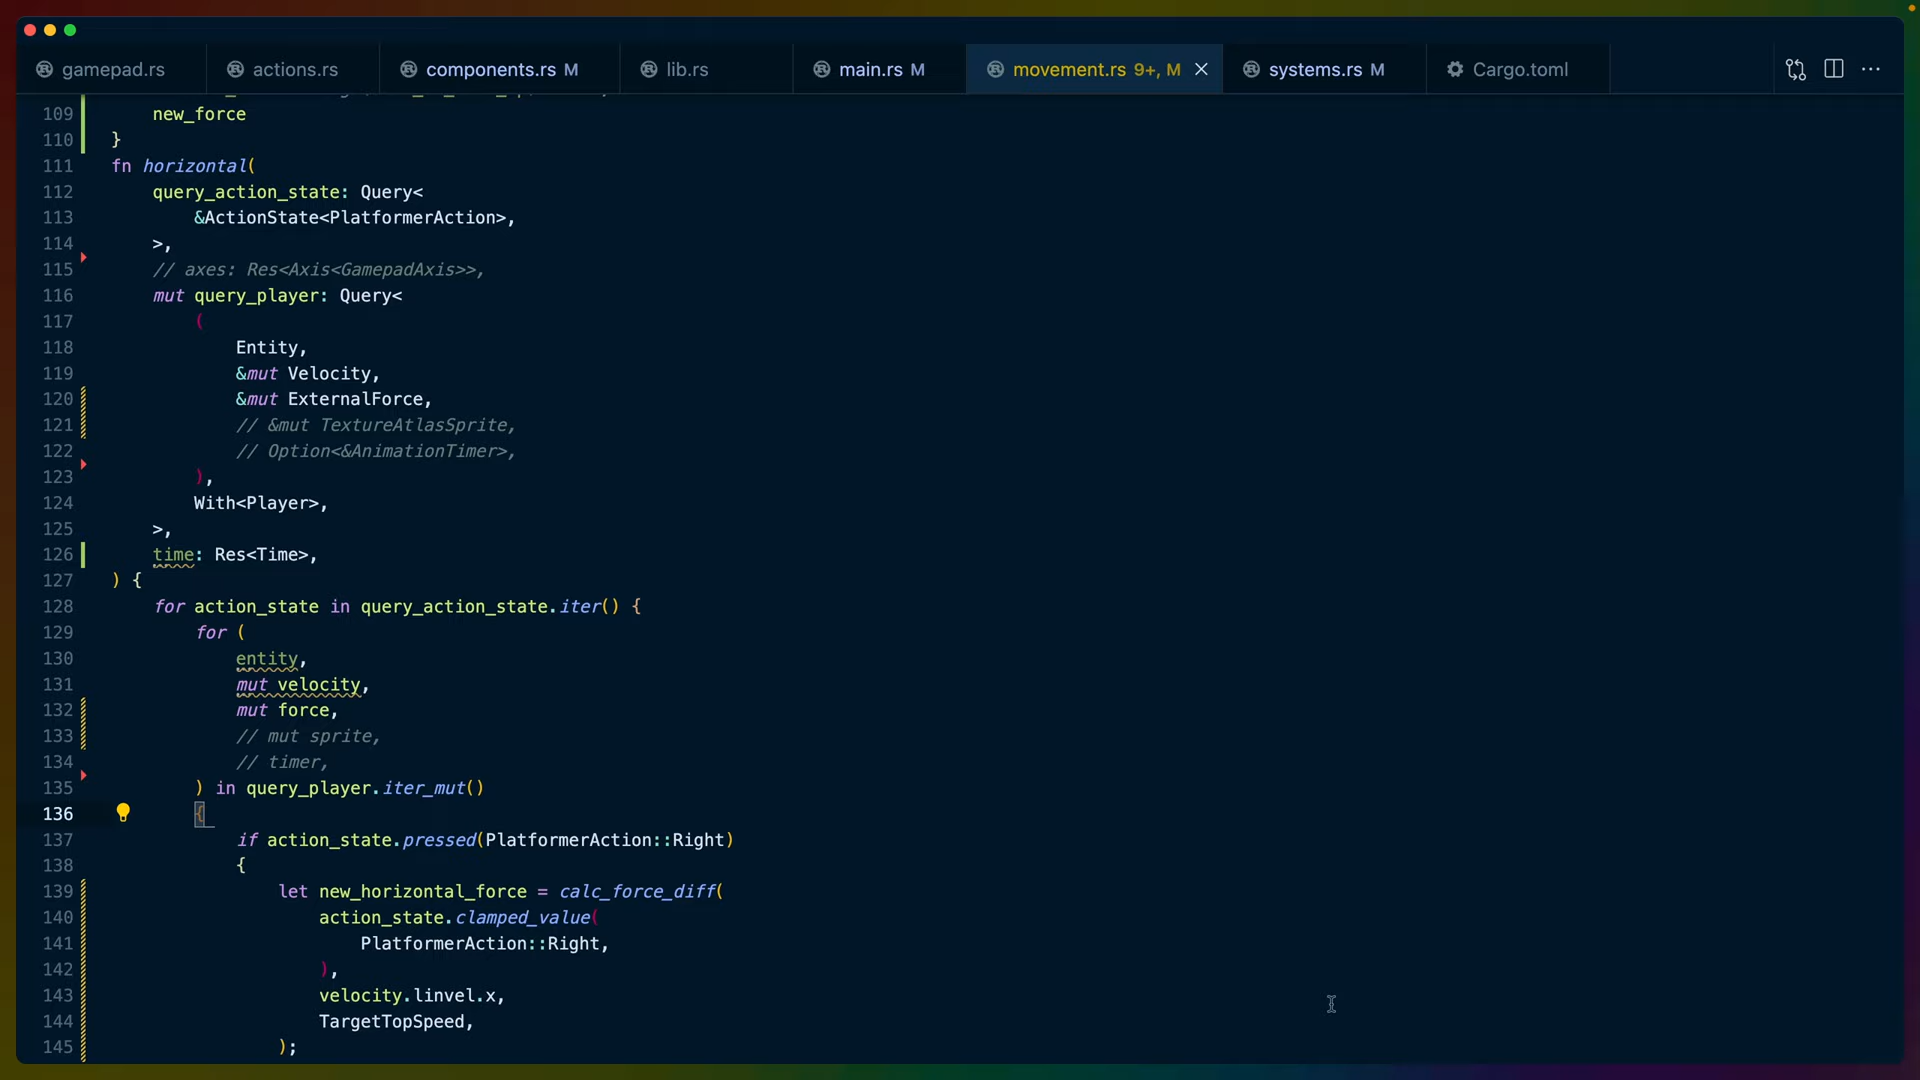 gamepad.rs actions.rs components.rs M lib.rs main.rs M movement.rs 9+, M systems.rs M Cargo.toml
109 new_force
110 }
111 fn horizontal(
112 query_action_state: Query<
113 &ActionState<PlatformerAction>,
114 >,
115 // axes: Res<Axis<GamepadAxis>>,
116 mut query_player: Query<
117 (
118 Entity,
119 &mut Velocity,
120 &mut ExternalForce,
121 // &mut TextureAtlasSprite,
122 // Option<&AnimationTimer>,
123 ),
124 With<Player>,
125 >,
126 time: Res<Time>,
127 ) {
128 for action_state in query_action_state.iter() {
129 for (
130 entity,
131 mut velocity,
132 mut force,
133 // mut sprite,
134 // timer,
135 ) in query_player.iter_mut()
136 {
137 if action_state.pressed(PlatformerAction::Right)
138 {
139 let new_horizontal_force = calc_force_diff(
140 action_state.clamped_value(
141 PlatformerAction::Right,
142 ),
143 velocity.linvel.x,
144 TargetTopSpeed,
145 );